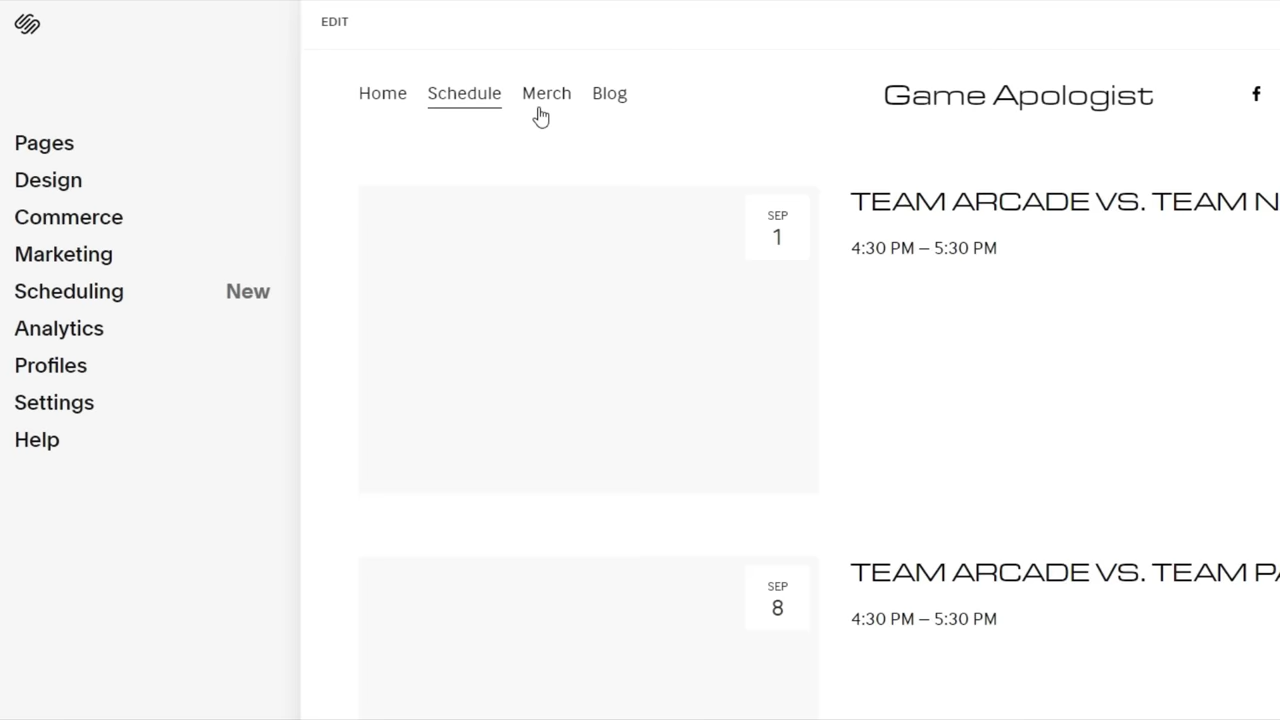 EDIT
Home Schedule Merch Blog
Game Apologist
Pages
Design
Commerce
Marketing
Scheduling New
Analytics
Profiles
Settings
Help
SEP
1
TEAM ARCADE VS. TEAM N
4:30 PM – 5:30 PM
SEP
8
TEAM ARCADE VS. TEAM PA
4:30 PM – 5:30 PM